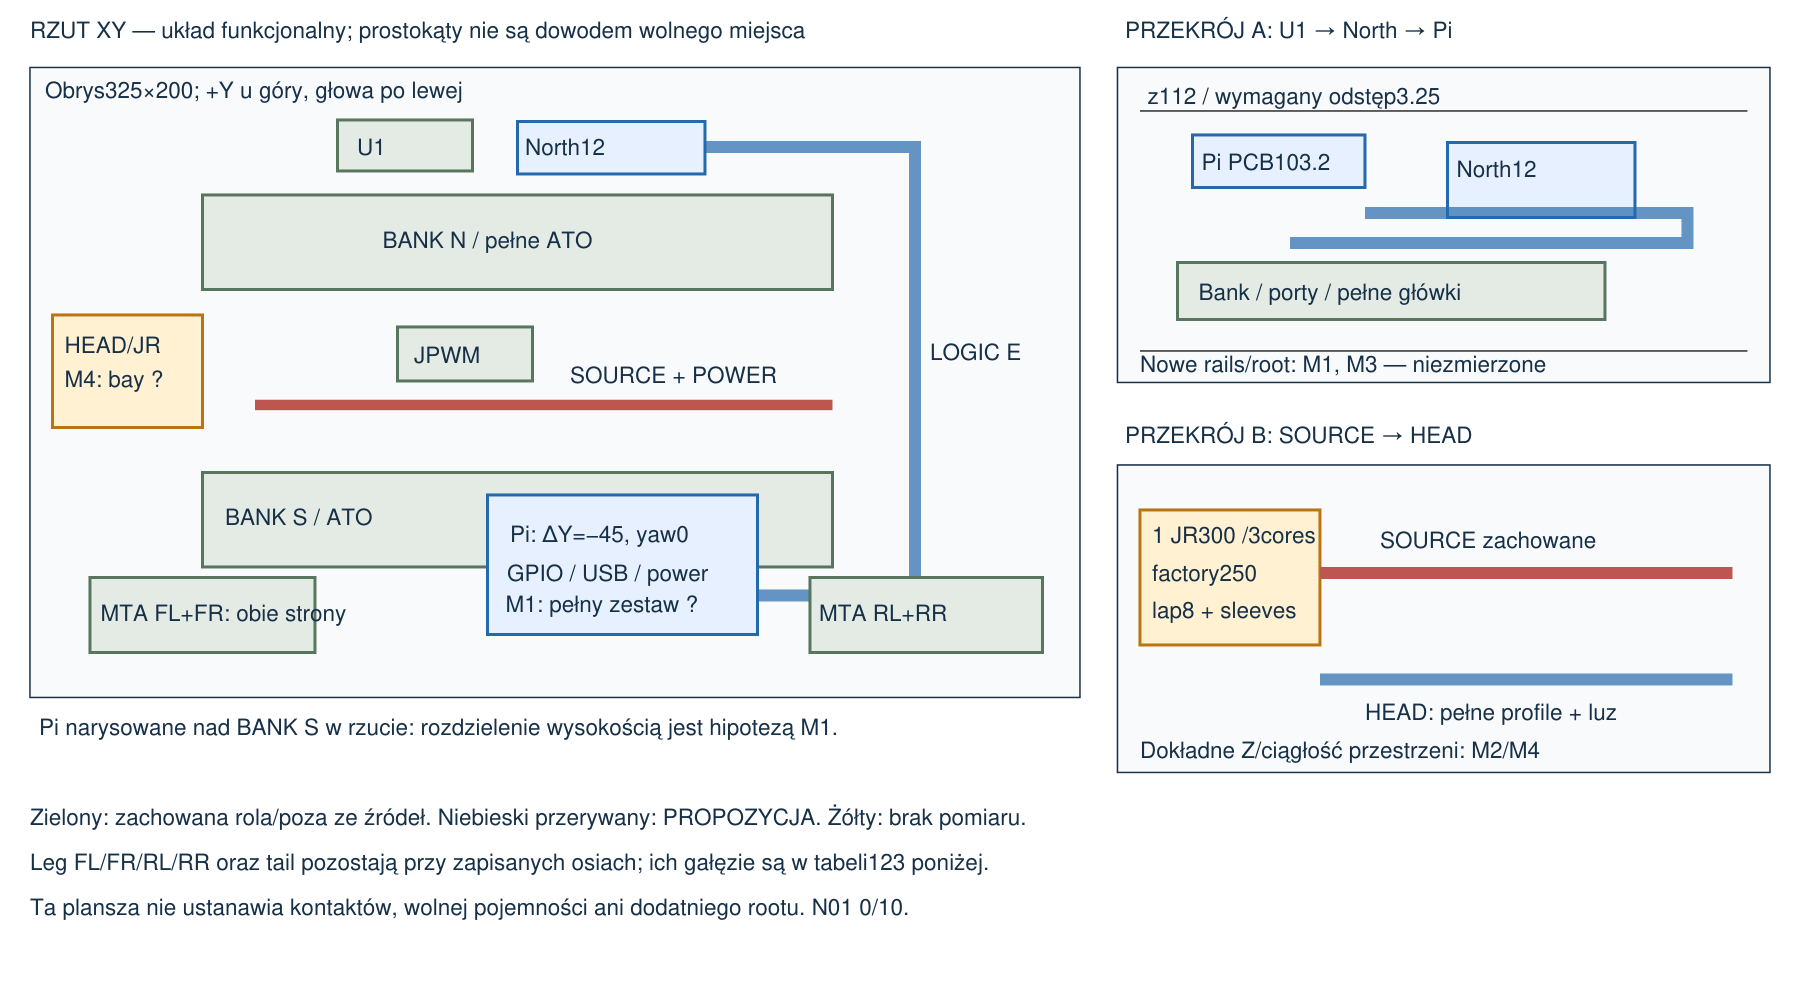 RZUT XY — układ funkcjonalny; prostokąty nie są dowodem wolnego miejsca
Obrys325×200; +Y u góry, głowa po lewej
U1
North12
BANK N / pełne ATO
HEAD/JR
M4: bay ?
JPWM
SOURCE + POWER
LOGIC E
BANK S / ATO
Pi: ΔY=−45, yaw0
GPIO / USB / power
M1: pełny zestaw ?
MTA FL+FR: obie strony
MTA RL+RR
Pi narysowane nad BANK S w rzucie: rozdzielenie wysokością jest hipotezą M1.
PRZEKRÓJ A: U1 → North → Pi
z112 / wymagany odstęp3.25
Pi PCB103.2
North12
Bank / porty / pełne główki
Nowe rails/root: M1, M3 — niezmierzone
PRZEKRÓJ B: SOURCE → HEAD
1 JR300 /3cores
factory250
lap8 + sleeves
SOURCE zachowane
HEAD: pełne profile + luz
Dokładne Z/ciągłość przestrzeni: M2/M4
Zielony: zachowana rola/poza ze źródeł. Niebieski przerywany: PROPOZYCJA. Żółty: brak pomiaru.
Leg FL/FR/RL/RR oraz tail pozostają przy zapisanych osiach; ich gałęzie są w tabeli123 poniżej.
Ta plansza nie ustanawia kontaktów, wolnej pojemności ani dodatniego rootu. N01 0/10.